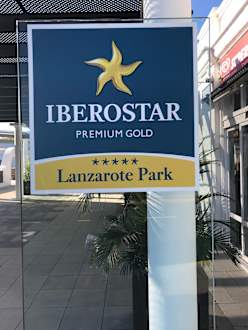 IBEROSTAR
PREMIUM GOLD
★★★★★
Lanzarote Park